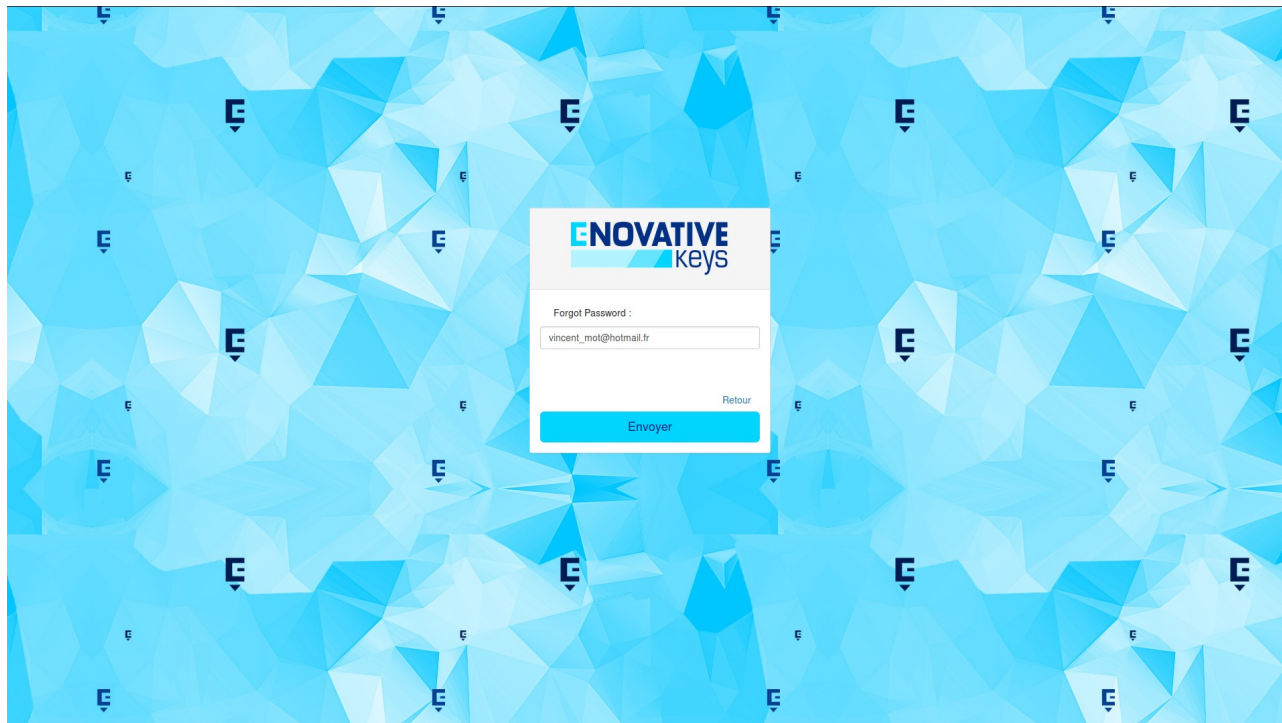 ENOVATIVE
Keys
Forgot Password :
vincent_mot@hotmail.fr
Retour
Envoyer